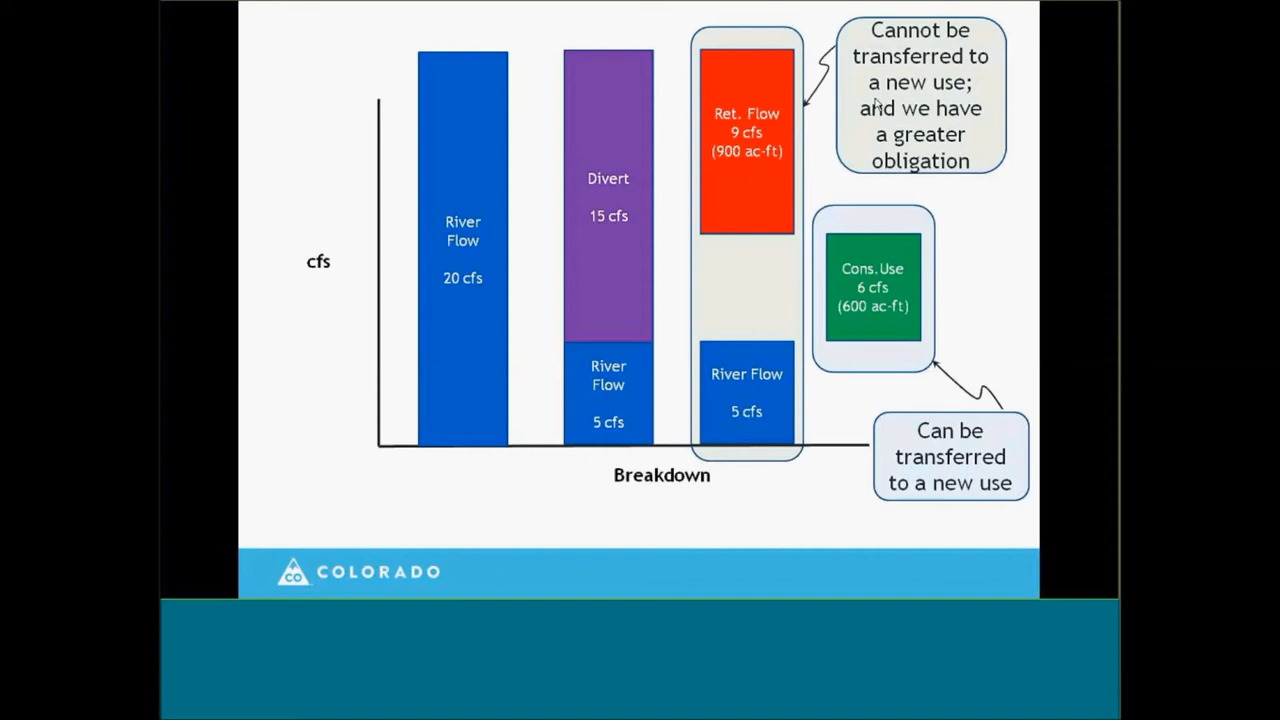 cfs
River
Flow
20 cfs
Divert
15 cfs
River
Flow
5 cfs
Ret. Flow
9 cfs
(900 ac-ft)
River Flow
5 cfs
Cannot be
transferred to
a new use;
and we have
a greater
obligation
Cons.Use
6 cfs
(600 ac-ft)
Can be
transferred
to a new use
Breakdown
CO
COLORADO